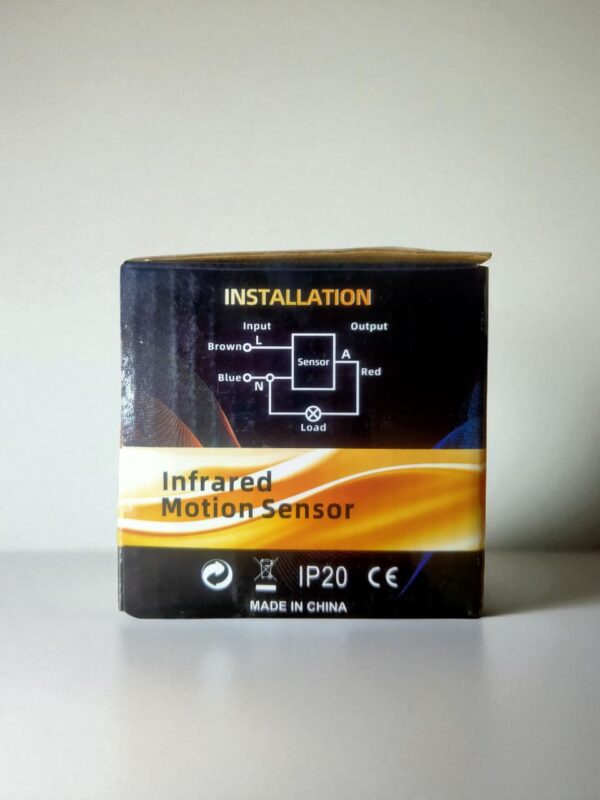 INSTALLATION
Input Output
Brown L
Sensor
A
Blue N
Red
Load
Infrared
Motion Sensor
IP20 CE
MADE IN CHINA